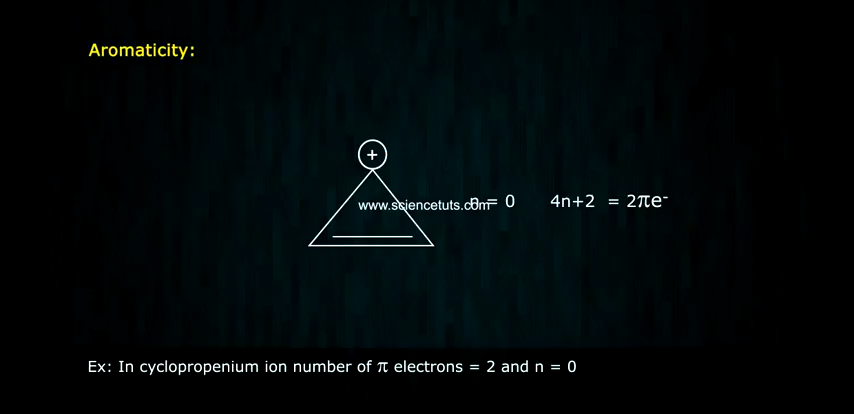 Aromaticity:
+
www.sciencetuts.com
n = 0 4n+2 = 2πe⁻
Ex: In cyclopropenium ion number of π electrons = 2 and n = 0